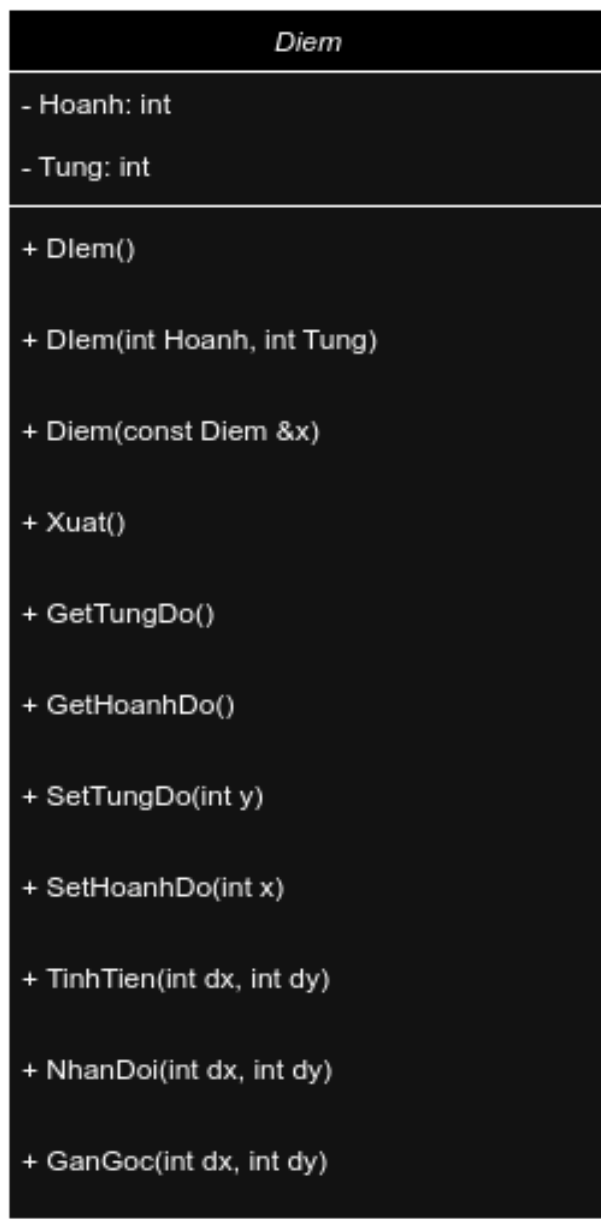 Diem
- Hoanh: int
- Tung: int
+ DIem()
+ DIem(int Hoanh, int Tung)
+ Diem(const Diem &x)
+ Xuat()
+ GetTungDo()
+ GetHoanhDo()
+ SetTungDo(int y)
+ SetHoanhDo(int x)
+ TinhTien(int dx, int dy)
+ NhanDoi(int dx, int dy)
+ GanGoc(int dx, int dy)